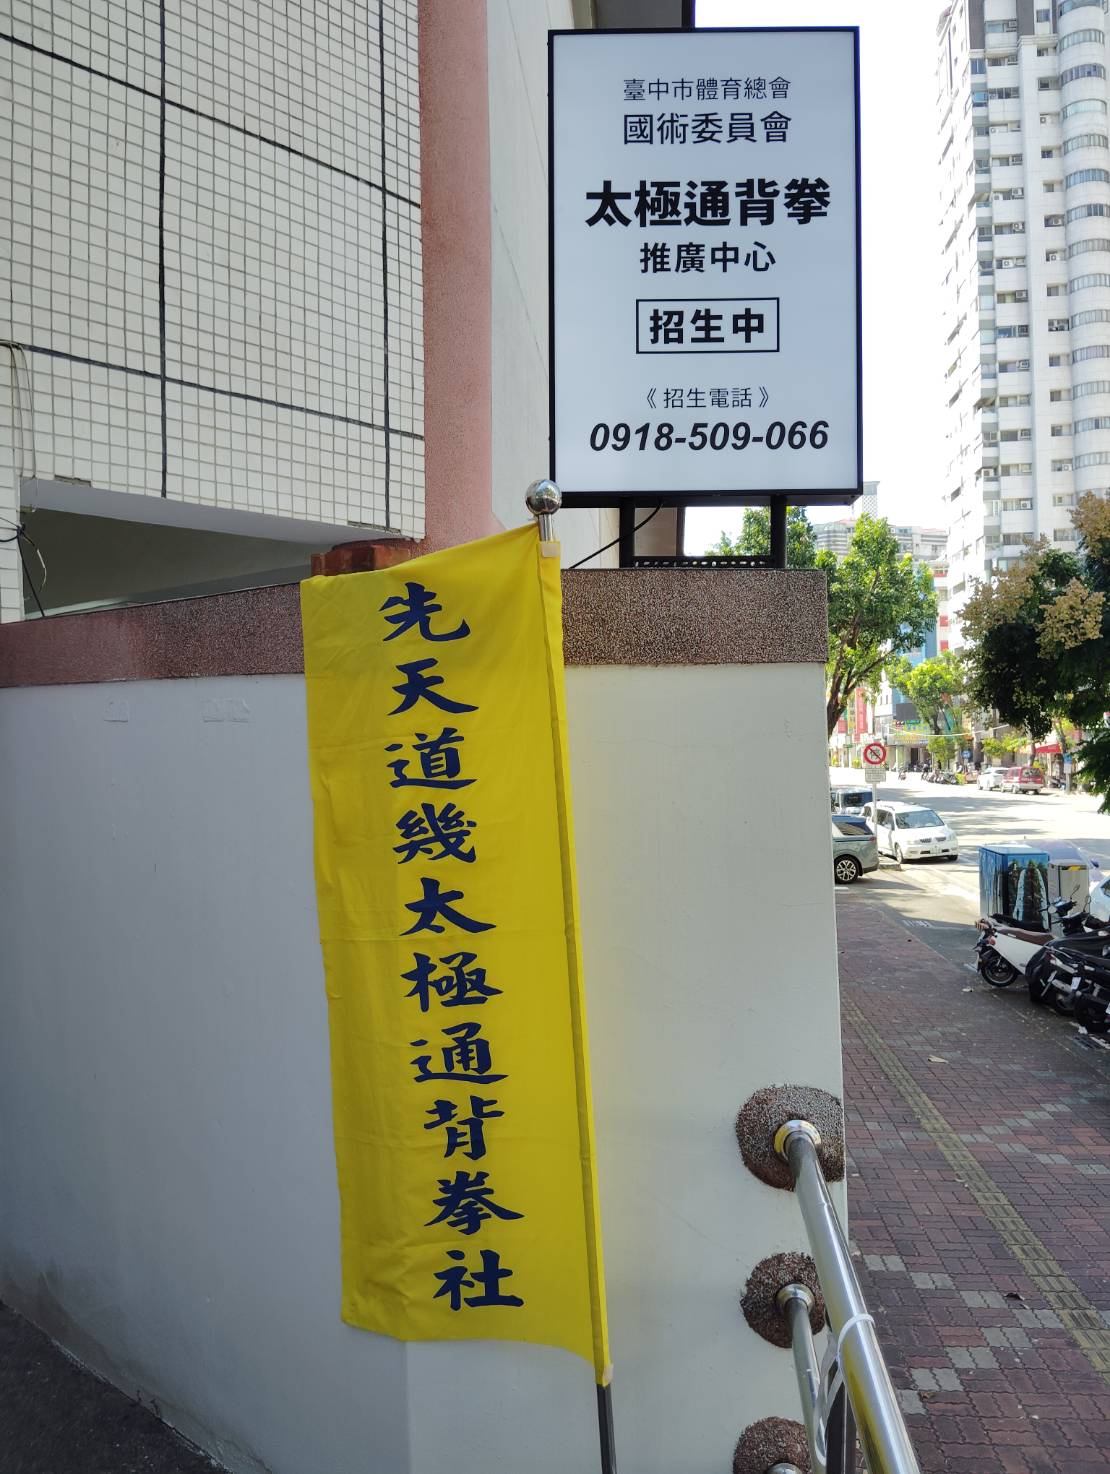 臺中市體育總會
國術委員會
太極通背拳
推廣中心
招生中
《招生電話》
0918-509-066
先天道幾太極通背拳社